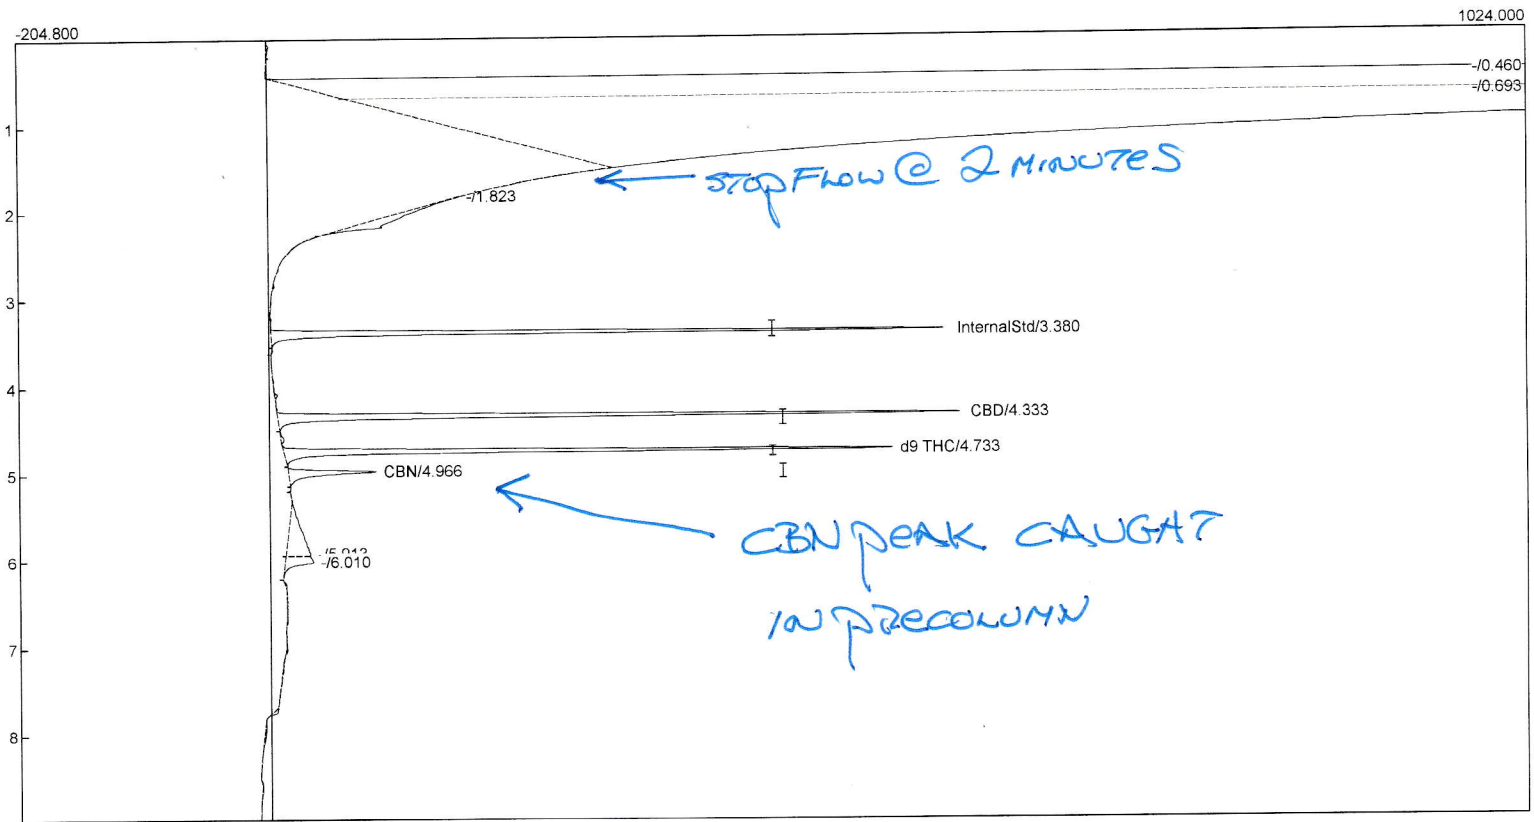 -204.800
1024.000
-/0.460
-/0.693
1
STOPFLOW @ 2 MINUTES
-/1.823
2
3
InternalStd/3.380
4
CBD/4.333
d9 THC/4.733
CBN/4.966
5
CBN PEAK CAUGHT
IN PRECOLUMN
-/6.010
6
7
8